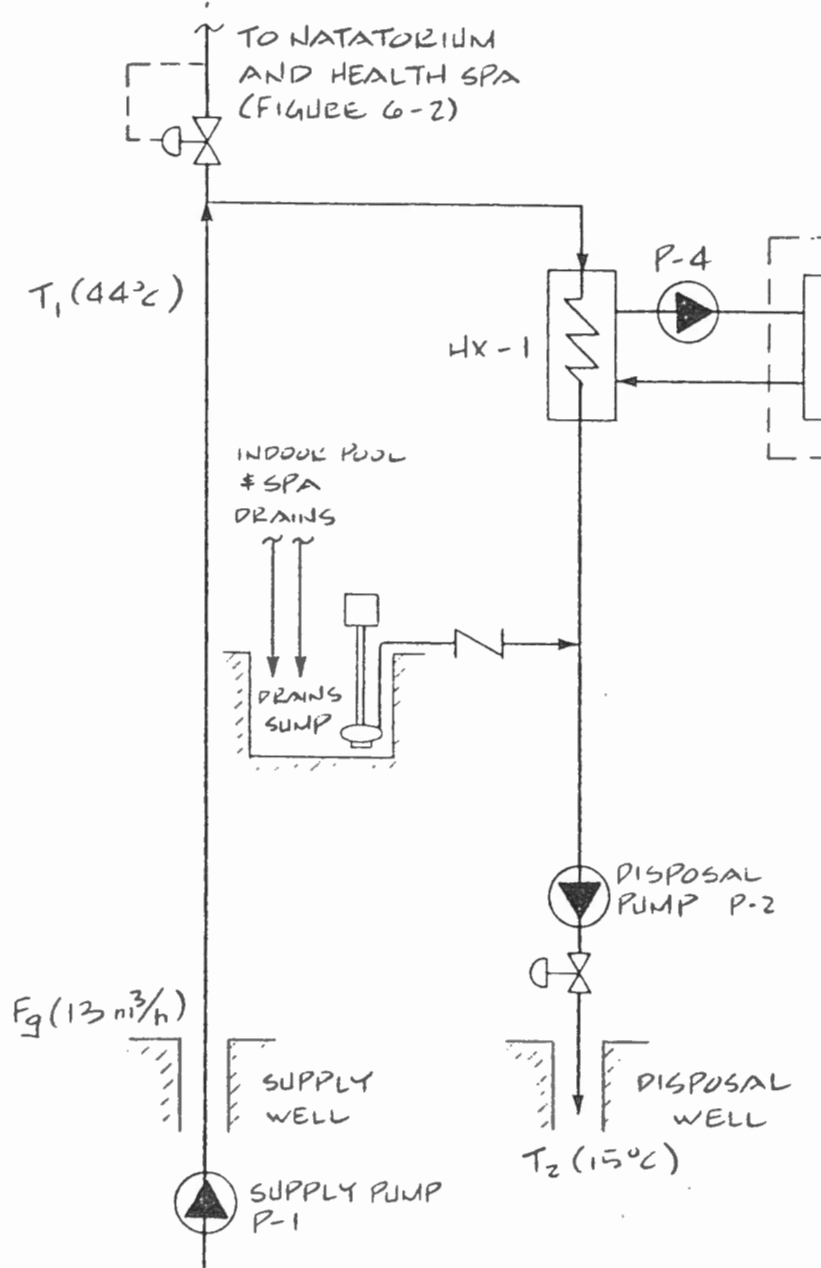 TO NATATORIUM
AND HEALTH SPA
(FIGURE 6-2)
T₁ (44°C)
P-4
HX-1
INDOOR POOL
& SPA
DRAINS
DRAINS
SUMP
DISPOSAL
PUMP P-2
Fg (13 m³/h)
SUPPLY
WELL
DISPOSAL
WELL
T₂ (15°C)
SUPPLY PUMP
P-1